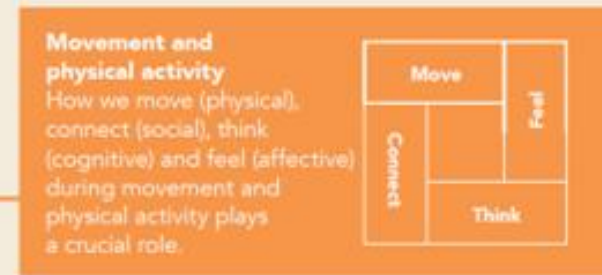 Movement and
physical activity
How we move (physical),
connect (social), think
(cognitive) and feel (affective)
during movement and
physical activity plays
a crucial role.
Move
Feel
Connect
Think